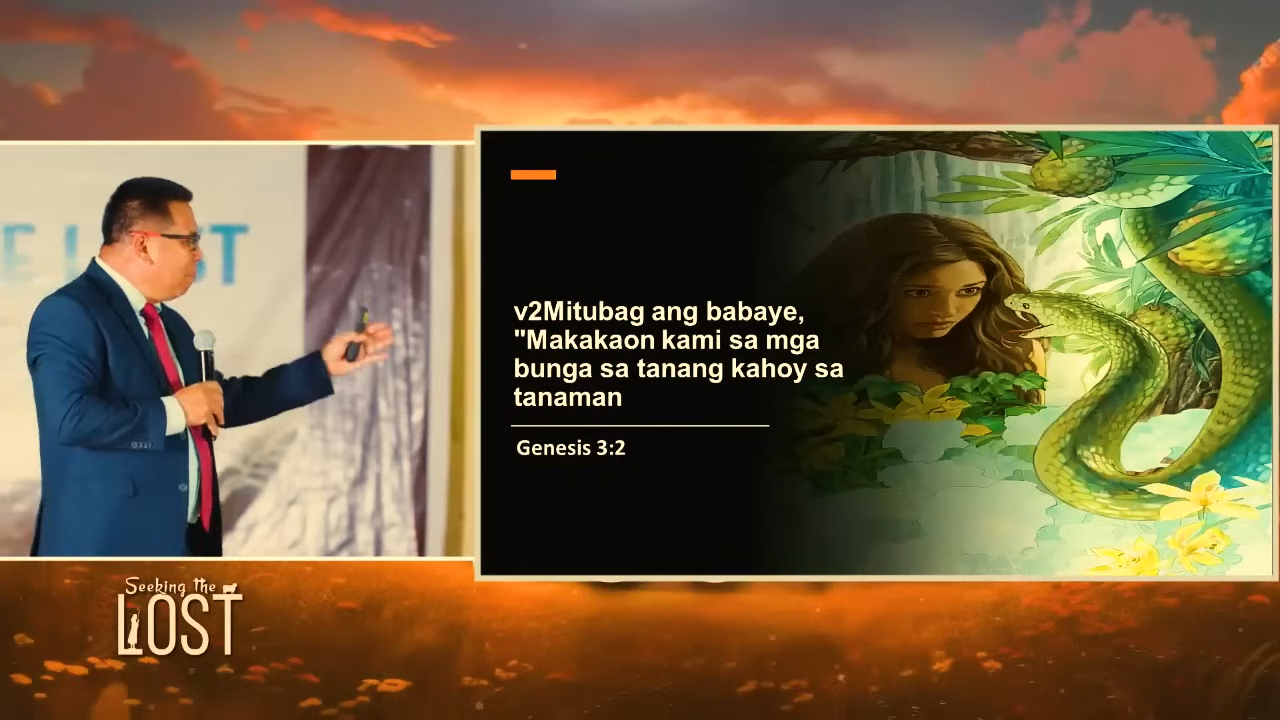 E LOST
v2Mitubag ang babaye,
"Makakaon kami sa mga
bunga sa tanang kahoy sa
tanaman
Genesis 3:2
Seeking the
LOST